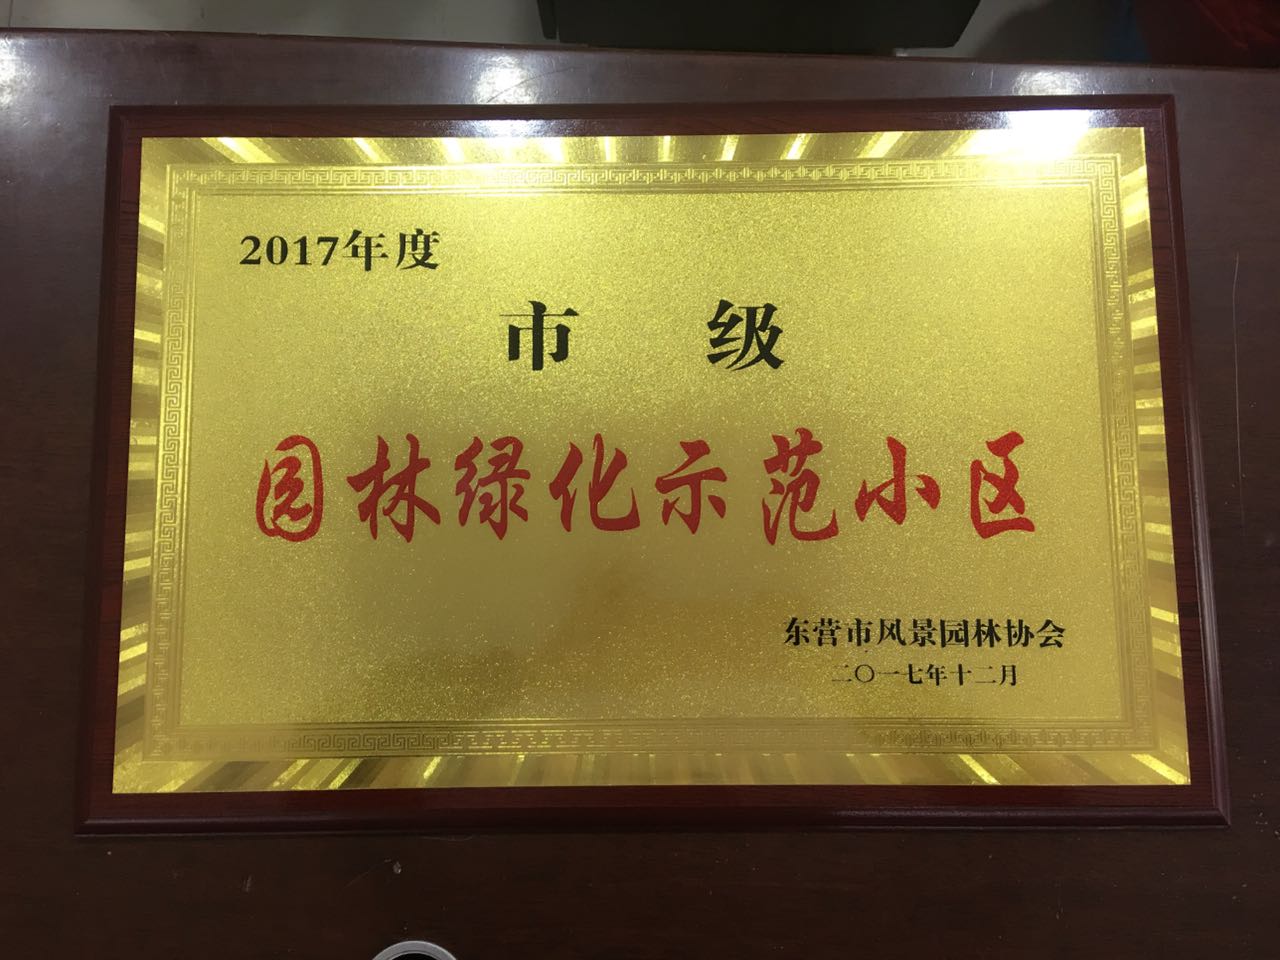 2017年度
市级
园林绿化示范小区
东营市风景园林协会
二〇一七年十二月